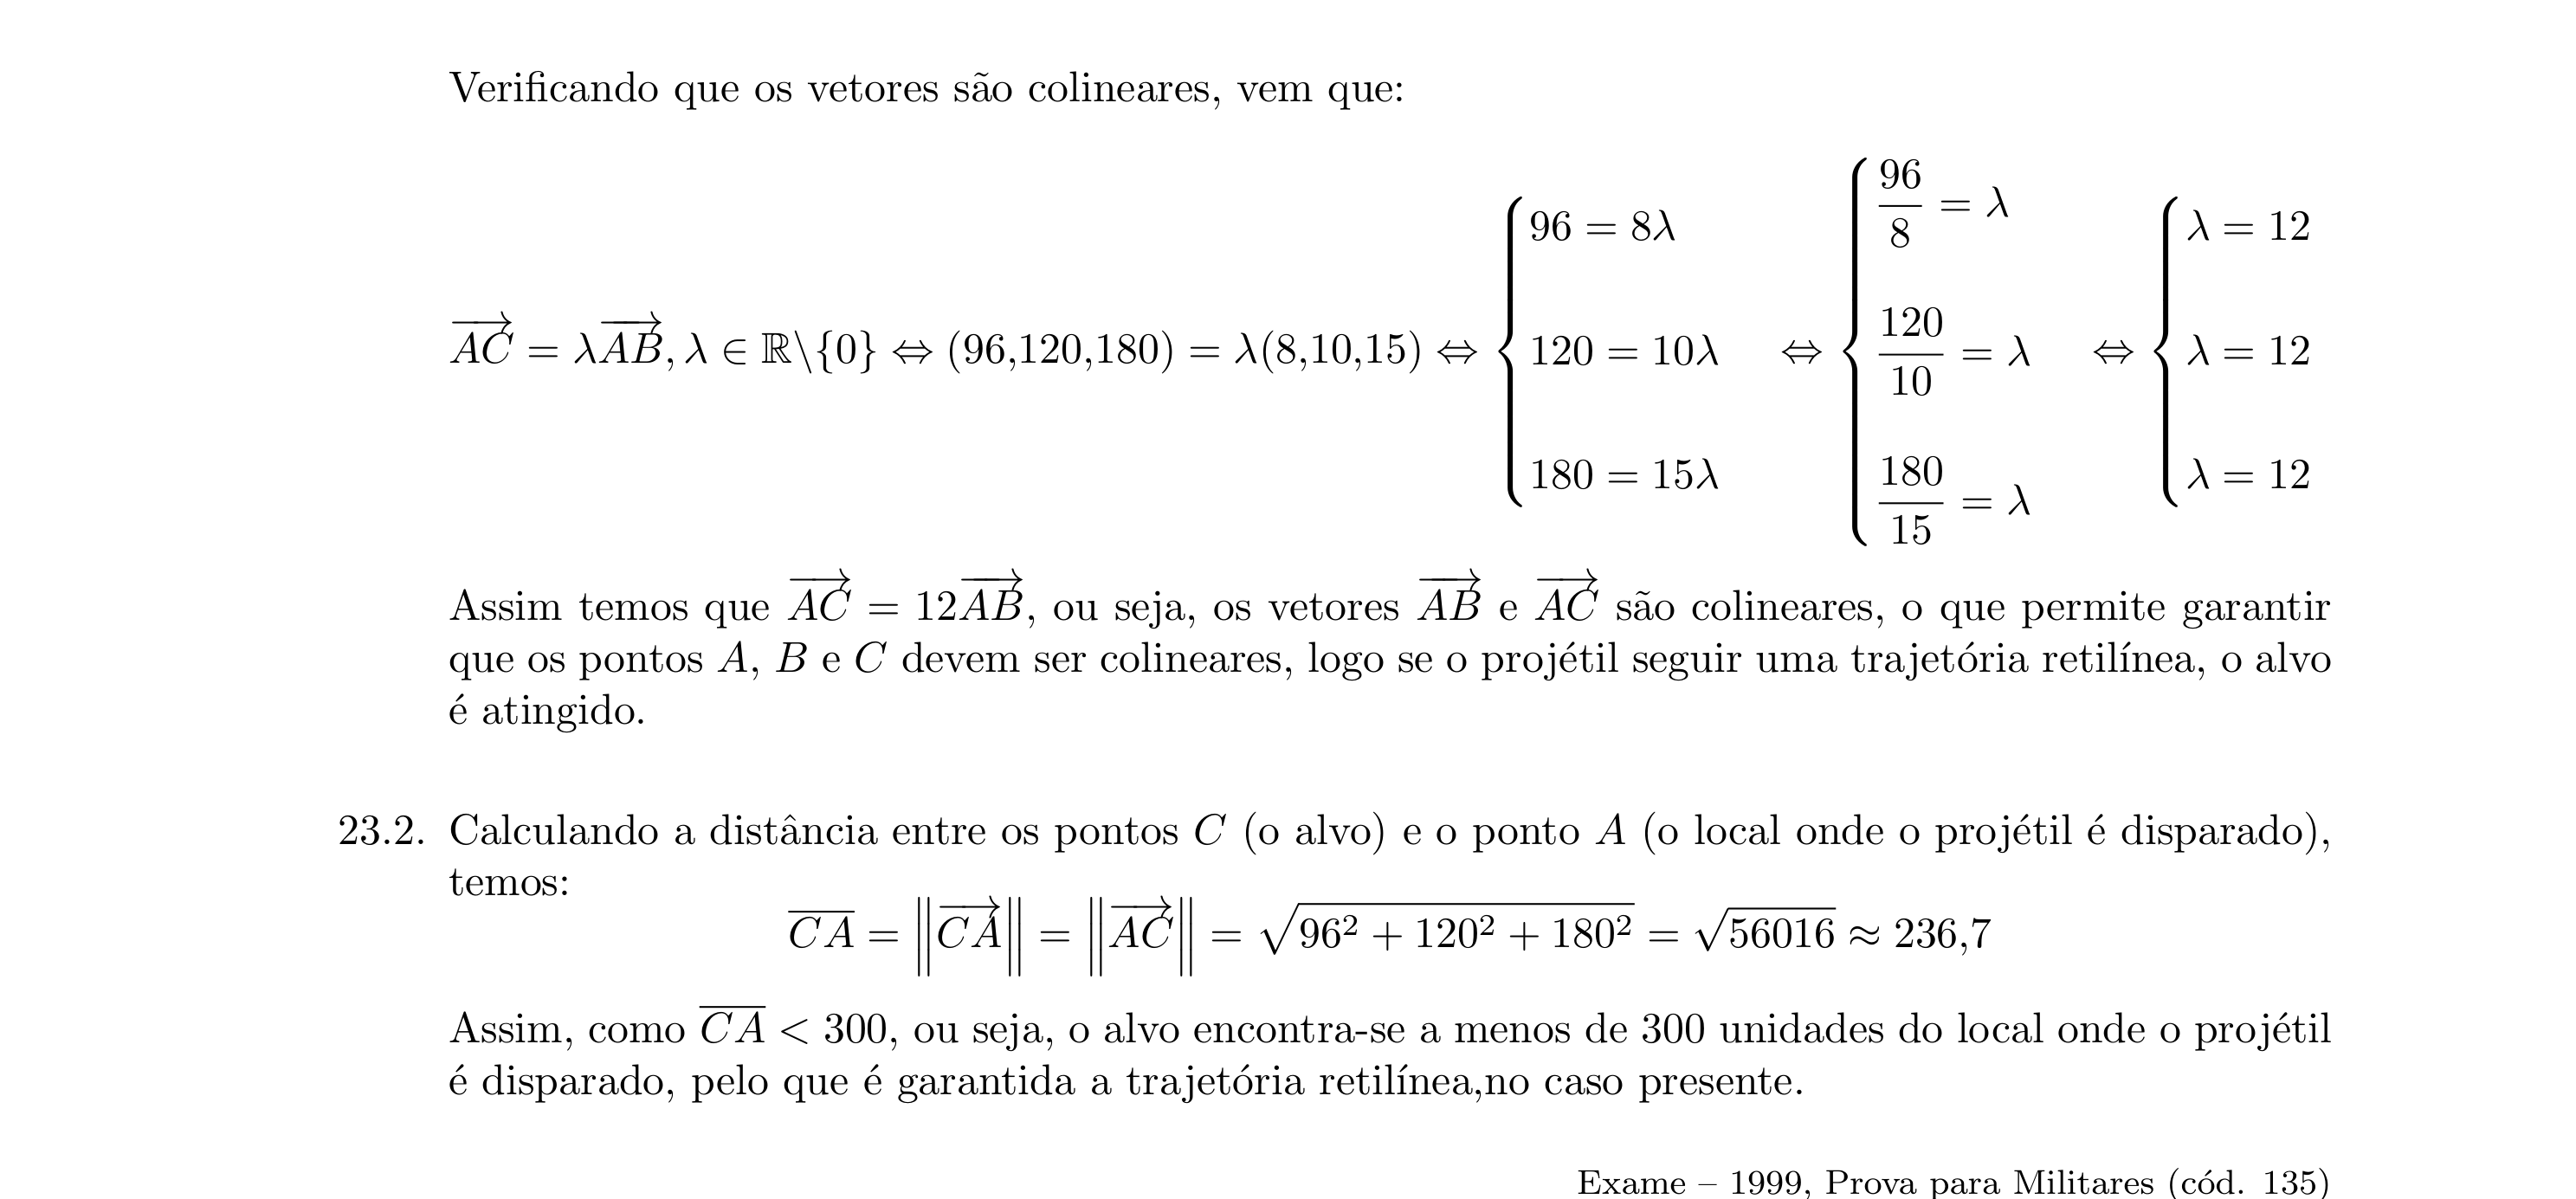 Verificando que os vetores são colineares, vem que:
$\overrightarrow{AC} = \lambda\overrightarrow{AB}, \lambda \in \mathbb{R}\backslash\{0\} \Leftrightarrow (96{,}120{,}180) = \lambda(8{,}10{,}15) \Leftrightarrow \begin{cases} 96 = 8\lambda \\ 120 = 10\lambda \\ 180 = 15\lambda \end{cases} \Leftrightarrow \begin{cases} \dfrac{96}{8} = \lambda \\ \dfrac{120}{10} = \lambda \\ \dfrac{180}{15} = \lambda \end{cases} \Leftrightarrow \begin{cases} \lambda = 12 \\ \lambda = 12 \\ \lambda = 12 \end{cases}$
Assim temos que $\overrightarrow{AC} = 12\overrightarrow{AB}$, ou seja, os vetores $\overrightarrow{AB}$ e $\overrightarrow{AC}$ são colineares, o que permite garantir
que os pontos $A$, $B$ e $C$ devem ser colineares, logo se o projétil seguir uma trajetória retilínea, o alvo
é atingido.
23.2. Calculando a distância entre os pontos $C$ (o alvo) e o ponto $A$ (o local onde o projétil é disparado),
temos:
$\overline{CA} = \left\|\overrightarrow{CA}\right\| = \left\|\overrightarrow{AC}\right\| = \sqrt{96^2 + 120^2 + 180^2} = \sqrt{56016} \approx 236{,}7$
Assim, como $\overline{CA} < 300$, ou seja, o alvo encontra-se a menos de 300 unidades do local onde o projétil
é disparado, pelo que é garantida a trajetória retilínea,no caso presente.
Exame – 1999, Prova para Militares (cód. 135)